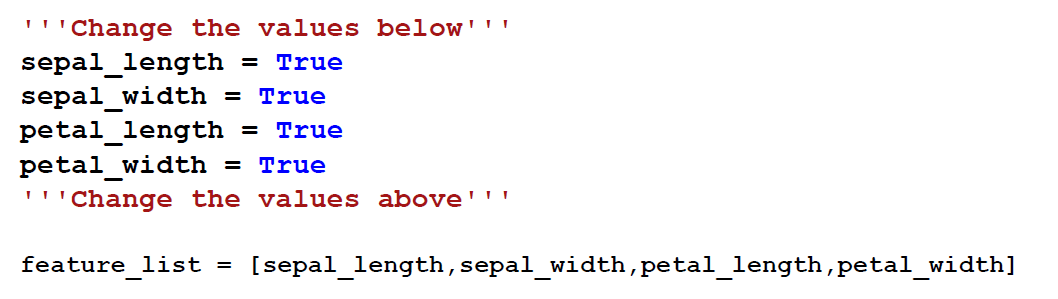 '''Change the values below'''
sepal_length = True
sepal_width = True
petal_length = True
petal_width = True
'''Change the values above'''
feature_list = [sepal_length,sepal_width,petal_length,petal_width]